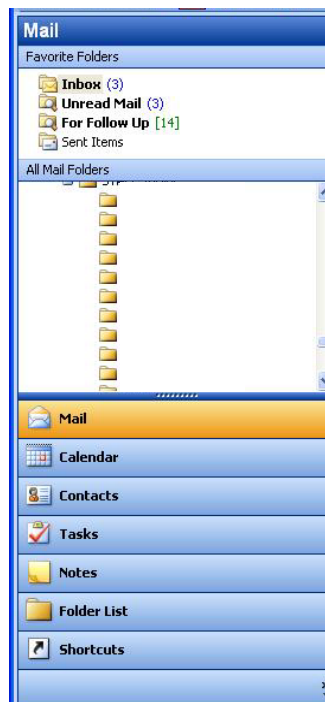 Mail
Favorite Folders
Inbox (3)
Unread Mail (3)
For Follow Up [14]
Sent Items
All Mail Folders
Mail
Calendar
Contacts
Tasks
Notes
Folder List
Shortcuts